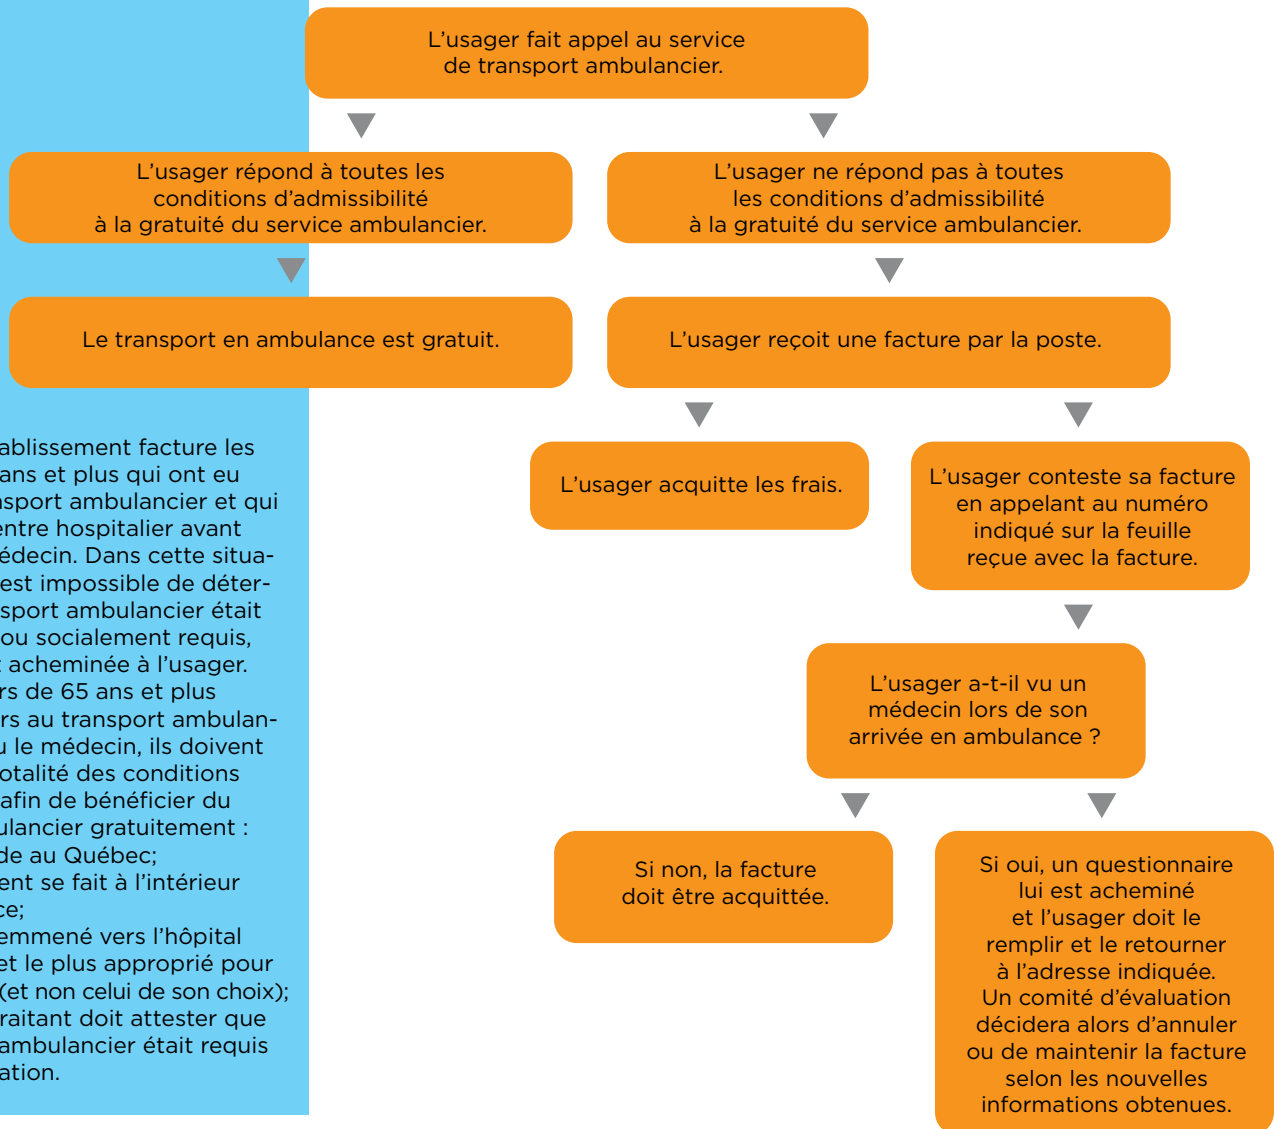 L'usager fait appel au service
de transport ambulancier.
L'usager répond à toutes les
conditions d'admissibilité
à la gratuité du service ambulancier.
L'usager ne répond pas à toutes
les conditions d'admissibilité
à la gratuité du service ambulancier.
Le transport en ambulance est gratuit.
L'usager reçoit une facture par la poste.
L'usager acquitte les frais.
L'usager conteste sa facture
en appelant au numéro
indiqué sur la feuille
reçue avec la facture.
L'usager a-t-il vu un
médecin lors de son
arrivée en ambulance ?
Si non, la facture
doit être acquittée.
Si oui, un questionnaire
lui est acheminé
et l'usager doit le
remplir et le retourner
à l'adresse indiquée.
Un comité d'évaluation
décidera alors d'annuler
ou de maintenir la facture
selon les nouvelles
informations obtenues.
ablissement facture les
ans et plus qui ont eu
nsport ambulancier et qui
entre hospitalier avant
édecin. Dans cette situa-
est impossible de déter-
sport ambulancier était
ou socialement requis,
t acheminée à l'usager.
rs de 65 ans et plus
rs au transport ambulan-
u le médecin, ils doivent
otalité des conditions
afin de bénéficier du
ulancier gratuitement :
de au Québec;
ent se fait à l'intérieur
ce;
emmené vers l'hôpital
et le plus approprié pour
(et non celui de son choix);
raitant doit attester que
ambulancier était requis
ation.